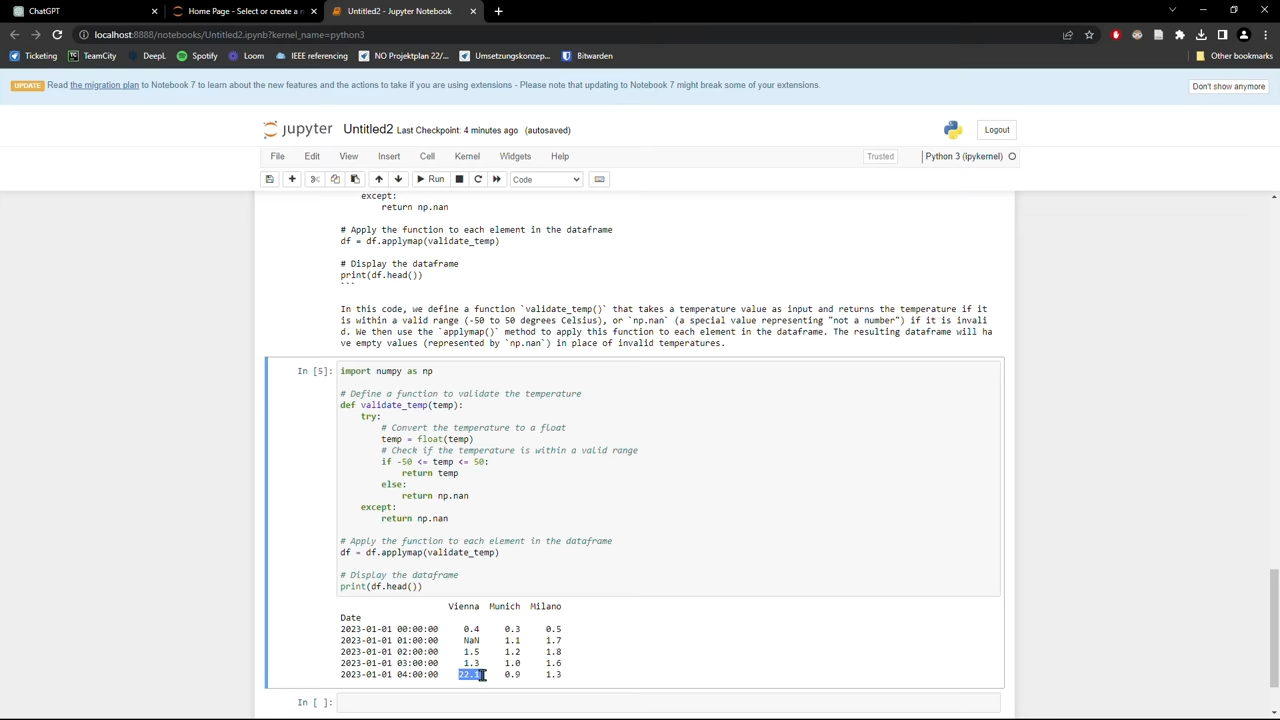 ChatGPT
Home Page - Select or create a n
Untitled2 - Jupyter Notebook
localhost:8888/notebooks/Untitled2.ipynb?kernel_name=python3
Ticketing TeamCity DeepL Spotify Loom IEEE referencing NO Projektplan 22/... Umsetzungskonzep... Bitwarden Other bookmarks
UPDATE Read the migration plan to Notebook 7 to learn about the new features and the actions to take if you are using extensions - Please note that updating to Notebook 7 might break some of your extensions. Don't show anymore
jupyter Untitled2 Last Checkpoint: 4 minutes ago (autosaved) Logout
File Edit View Insert Cell Kernel Widgets Help Trusted Python 3 (ipykernel)
Run Code
except:
return np.nan
# Apply the function to each element in the dataframe
df = df.applymap(validate_temp)
# Display the dataframe
print(df.head())
```
In this code, we define a function `validate_temp()` that takes a temperature value as input and returns the temperature if it
is within a valid range (-50 to 50 degrees Celsius), or `np.nan` (a special value representing "not a number") if it is invali
d. We then use the `applymap()` method to apply this function to each element in the dataframe. The resulting dataframe will ha
ve empty values (represented by `np.nan`) in place of invalid temperatures.
In [5]: import numpy as np
# Define a function to validate the temperature
def validate_temp(temp):
try:
# Convert the temperature to a float
temp = float(temp)
# Check if the temperature is within a valid range
if -50 <= temp <= 50:
return temp
else:
return np.nan
except:
return np.nan
# Apply the function to each element in the dataframe
df = df.applymap(validate_temp)
# Display the dataframe
print(df.head())
Vienna Munich Milano
Date
2023-01-01 00:00:00 0.4 0.3 0.5
2023-01-01 01:00:00 NaN 1.1 1.7
2023-01-01 02:00:00 1.5 1.2 1.8
2023-01-01 03:00:00 1.3 1.0 1.6
2023-01-01 04:00:00 22.1 0.9 1.3
In [ ]: